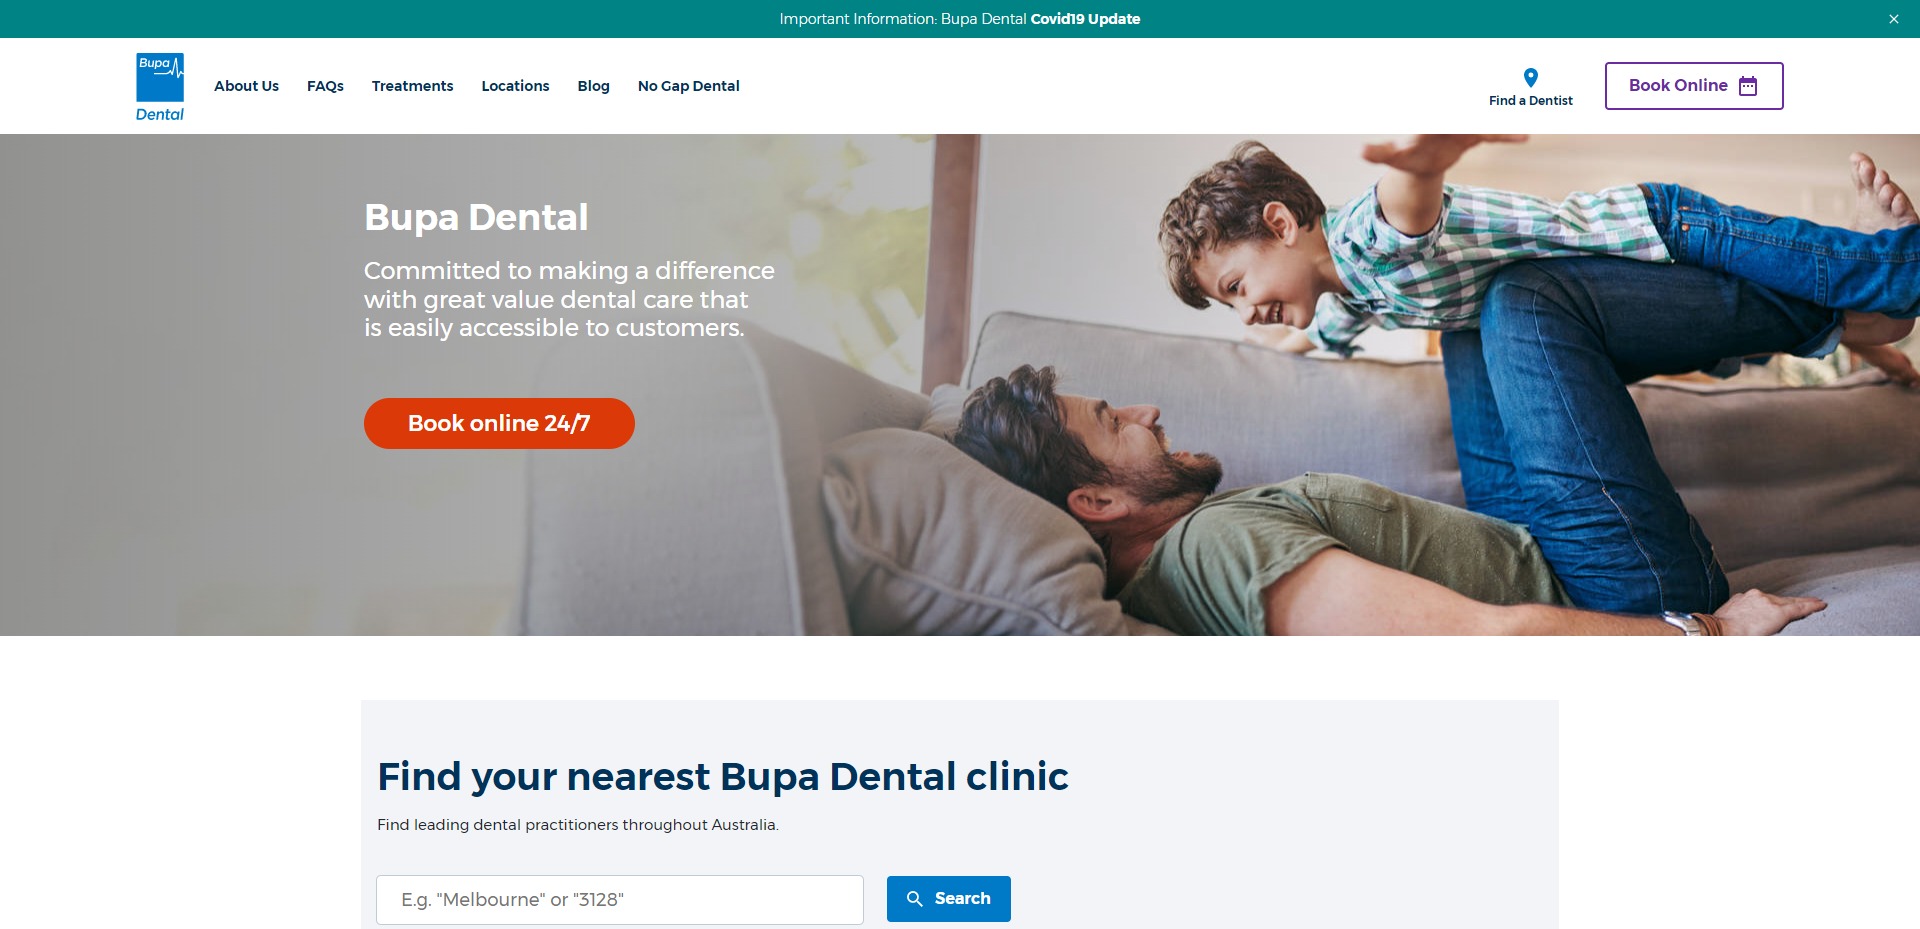 Important Information: Bupa Dental Covid19 Update
Bupa
Dental
About Us
FAQs
Treatments
Locations
Blog
No Gap Dental
Find a Dentist
Book Online
Bupa Dental
Committed to making a difference
with great value dental care that
is easily accessible to customers.
Book online 24/7
Find your nearest Bupa Dental clinic
Find leading dental practitioners throughout Australia.
E.g. "Melbourne" or "3128"
Search